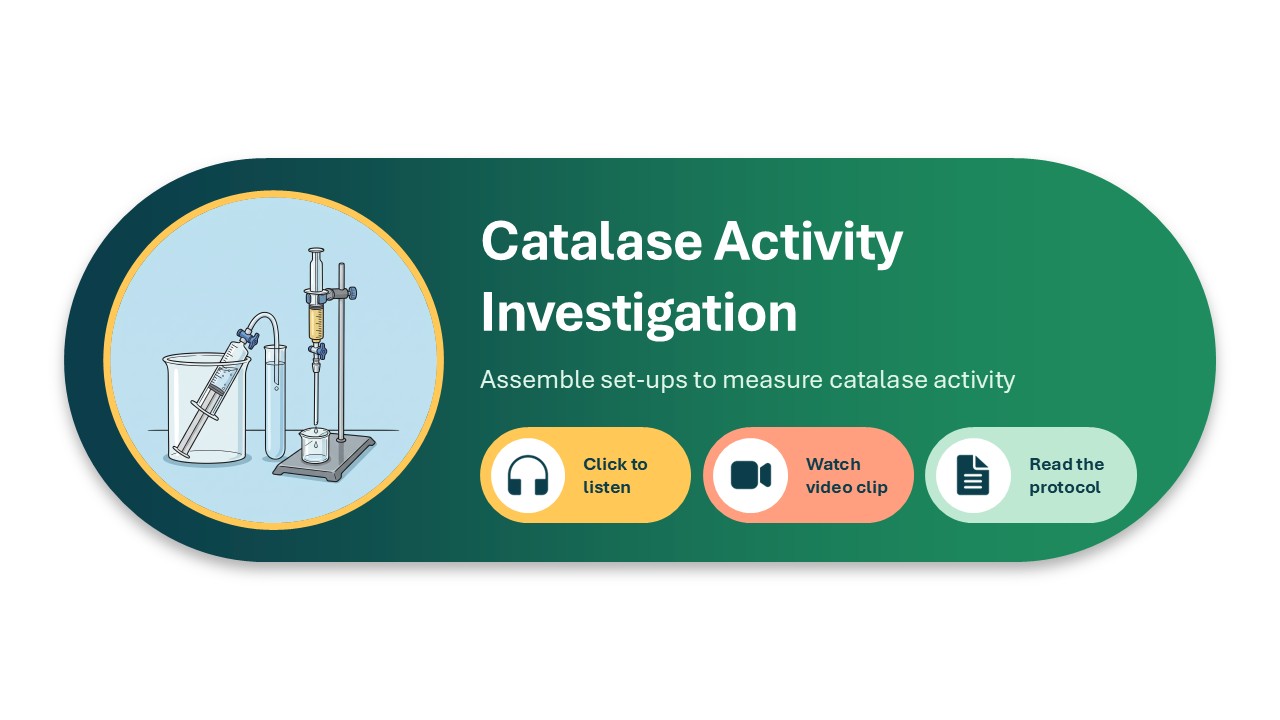 Catalase Activity
Investigation
Assemble set-ups to measure catalase activity
Click to
listen
Watch
video clip
Read the
protocol